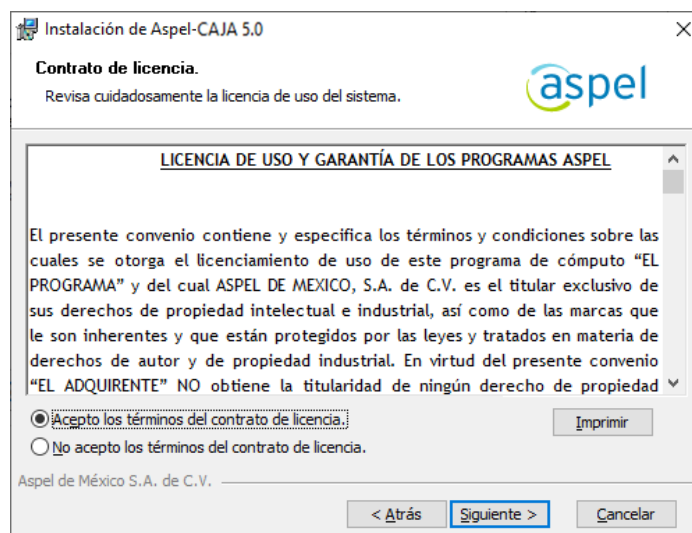 Instalación de Aspel-CAJA 5.0
Contrato de licencia.
Revisa cuidadosamente la licencia de uso del sistema.
aspel
LICENCIA DE USO Y GARANTÍA DE LOS PROGRAMAS ASPEL
El presente convenio contiene y especifica los términos y condiciones sobre las
cuales se otorga el licenciamiento de uso de este programa de cómputo “EL
PROGRAMA” y del cual ASPEL DE MEXICO, S.A. de C.V. es el titular exclusivo de
sus derechos de propiedad intelectual e industrial, así como de las marcas que
le son inherentes y que están protegidos por las leyes y tratados en materia de
derechos de autor y de propiedad industrial. En virtud del presente convenio
“EL ADQUIRENTE” NO obtiene la titularidad de ningún derecho de propiedad
Acepto los términos del contrato de licencia.
Imprimir
No acepto los términos del contrato de licencia.
Aspel de México S.A. de C.V.
< Atrás
Siguiente >
Cancelar